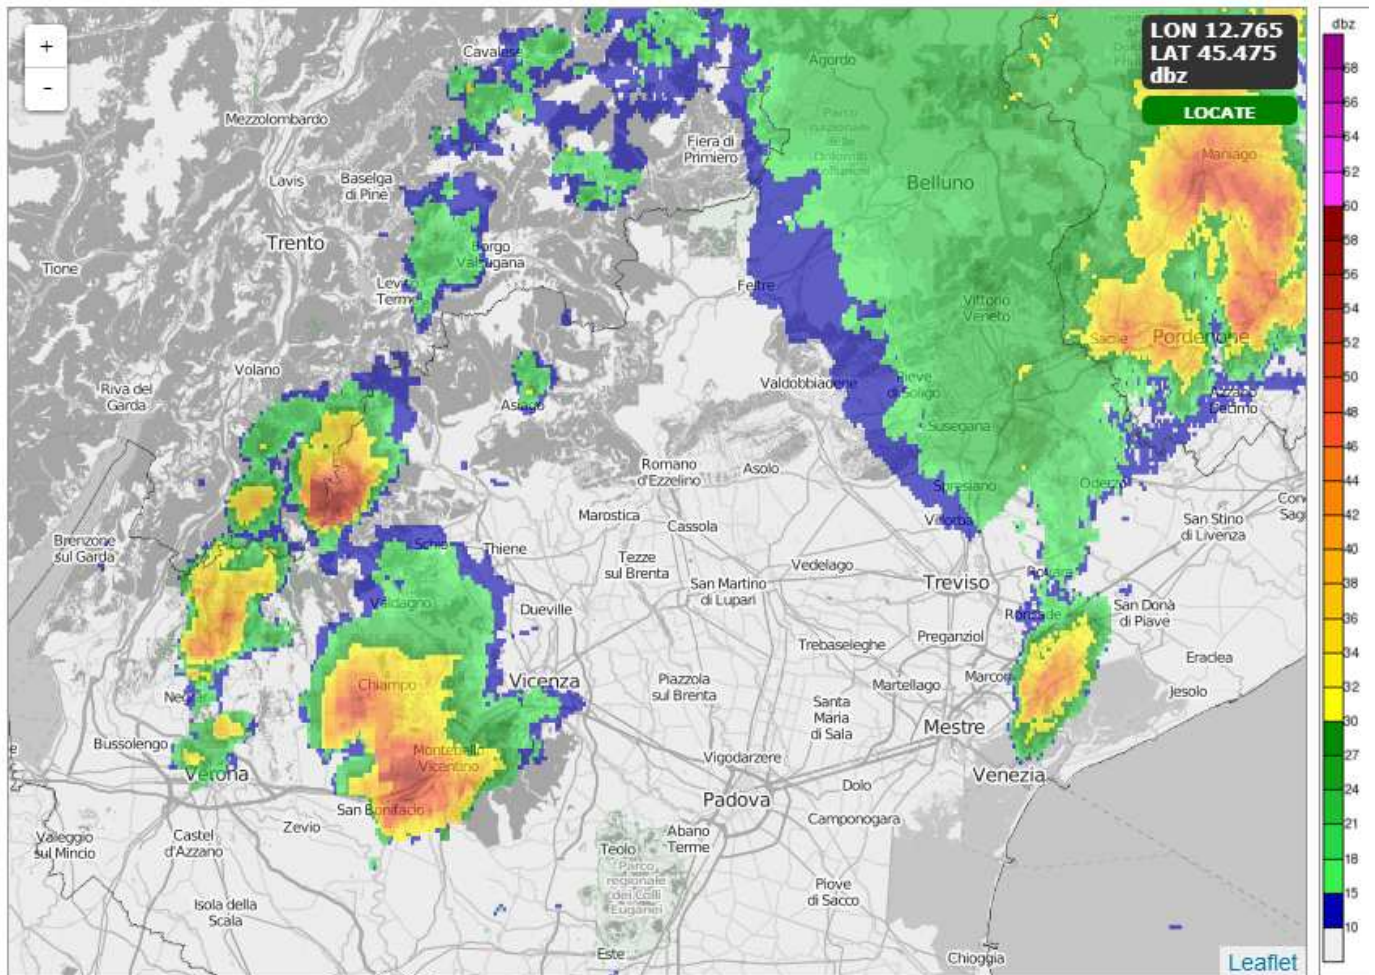 dbz
LON 12.765
LAT 45.475
dbz
LOCATE
+
-
68
66
64
62
60
58
56
54
52
50
48
46
44
42
40
38
36
34
32
30
27
24
21
18
15
10
Cavalese
Agordo
Mezzolombardo
Parco
Fiera di
Primiero
Maniago
Lavis
Baselga
di Pinè
Belluno
Trento
Borgo
Valsugana
Tione
Feltre
Vittorio
Veneto
Sacile
Pordenone
Volano
Riva del
Garda
Valdobbiadene
Pieve
di Soligo
Asiago
Azzano
Decimo
Susegana
Romano
d'Ezzelino
Asolo
Spresiano
Oderzo
Marostica
Cassola
Villorba
San Stino
di Livenza
Brenzone
sul Garda
Schio
Thiene
Tezze
sul Brenta
Vedelago
San Martino
di Lupari
Treviso
Valdagno
Dueville
San Donà
di Piave
Roncade
Preganziol
Trebaseleghe
Eraclea
Chiampo
Vicenza
Piazzola
sul Brenta
Martellago
Jesolo
Santa
Maria
di Sala
Mestre
Bussolengo
Montebello
Vicentino
Vigodarzere
Verona
Venezia
Dolo
Padova
San Bonifacio
Camponogara
Zevio
Valeggio
sul Mincio
Castel
d'Azzano
Abano
Terme
Teolo
Parco
regionale
dei Colli
Euganei
Piove
di Sacco
Isola della
Scala
Este
Chioggia
Leaflet